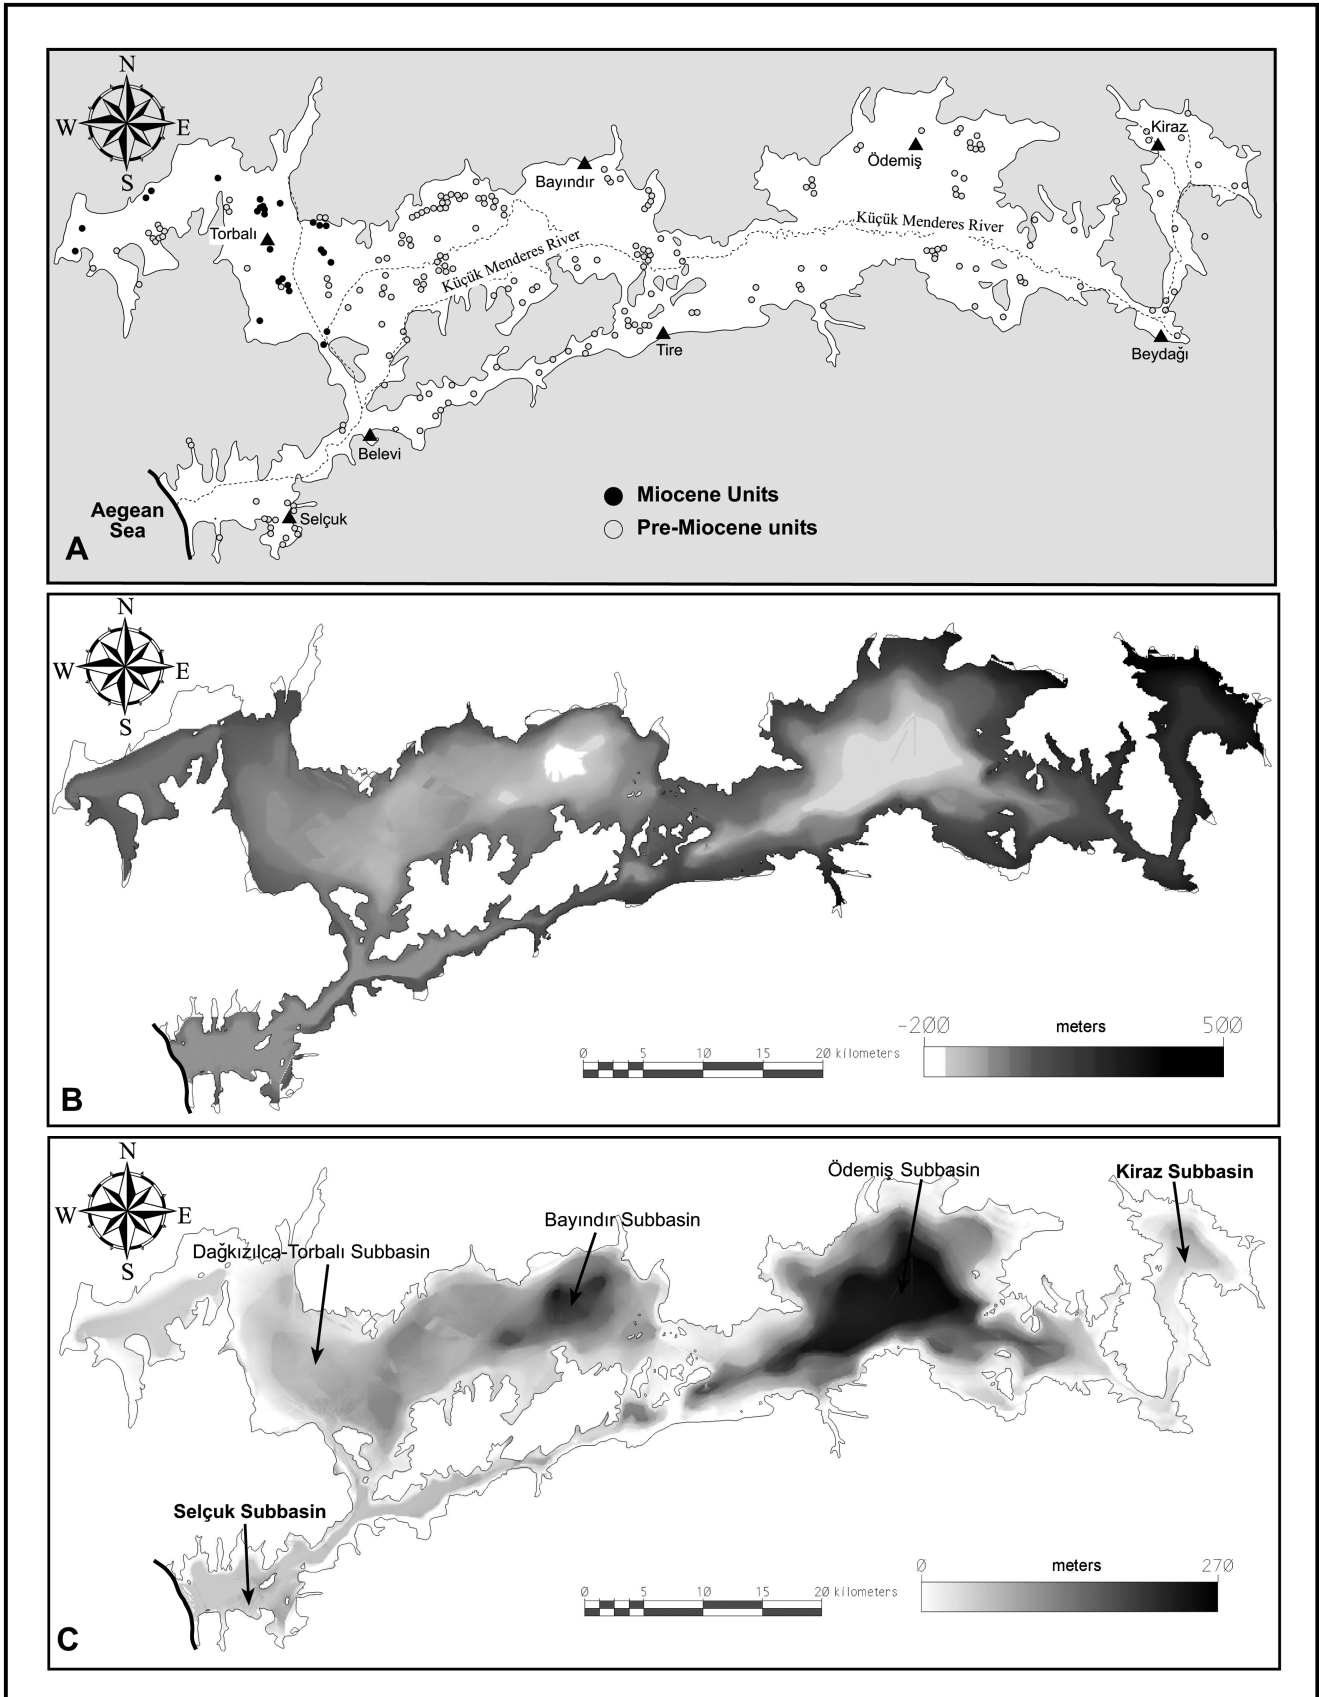 N
W E
S
Kiraz
Ödemiş
Bayındır
Torbalı
Küçük Menderes River
Küçük Menderes River
Tire
Beydağı
Belevi
Aegean
Sea
Selçuk
Miocene Units
Pre-Miocene units
A
N
W E
S
-200 meters 500
0 5 10 15 20 kilometers
B
N
W E
S
Ödemiş Subbasin
Kiraz Subbasin
Bayındır Subbasin
Dağkızılca-Torbalı Subbasin
Selçuk Subbasin
0 meters 270
0 5 10 15 20 kilometers
C